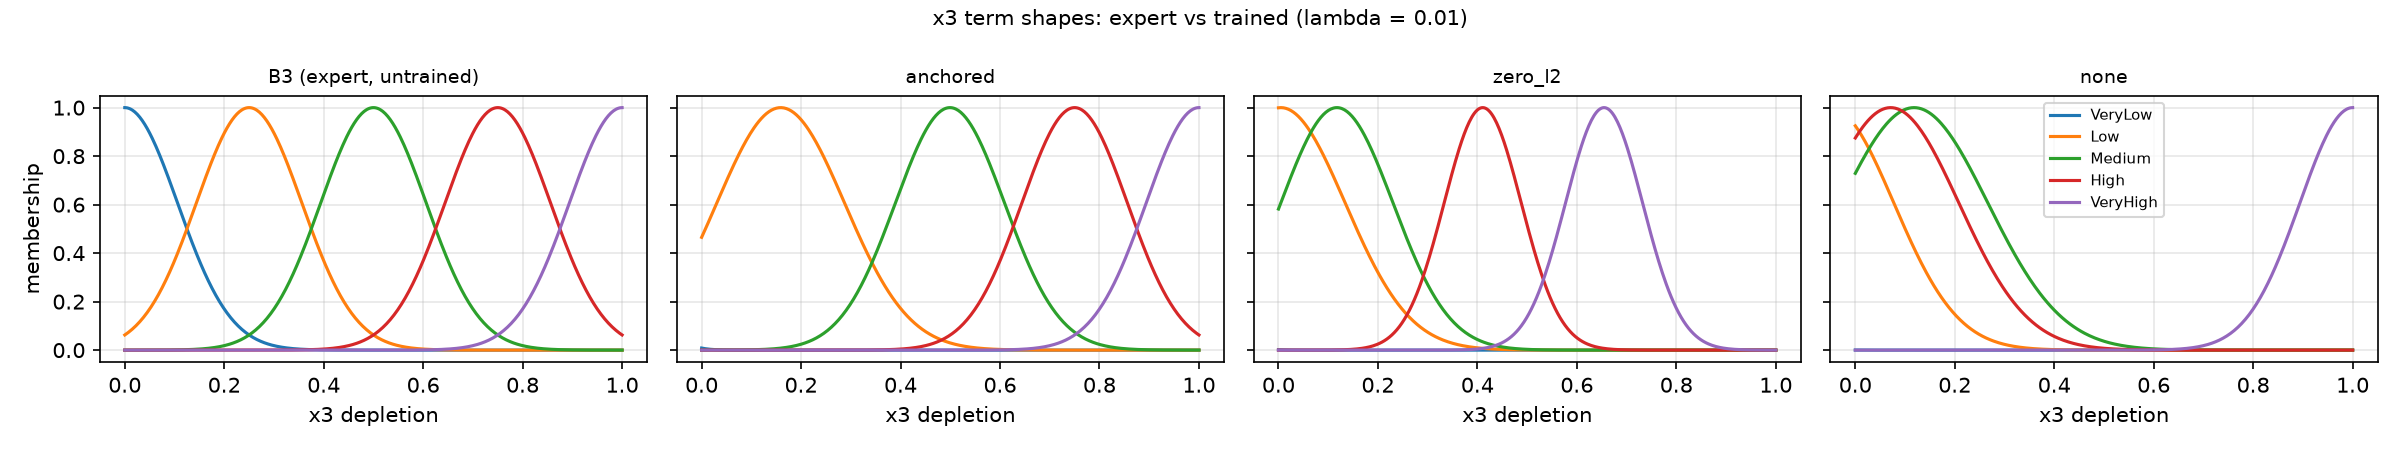 x3 term shapes: expert vs trained (lambda = 0.01)
B3 (expert, untrained)
anchored
zero_l2
none
membership
1.0
0.8
0.6
0.4
0.2
0.0
VeryLow
Low
Medium
High
VeryHigh
0.0 0.2 0.4 0.6 0.8 1.0
0.0 0.2 0.4 0.6 0.8 1.0
0.0 0.2 0.4 0.6 0.8 1.0
0.0 0.2 0.4 0.6 0.8 1.0
x3 depletion
x3 depletion
x3 depletion
x3 depletion